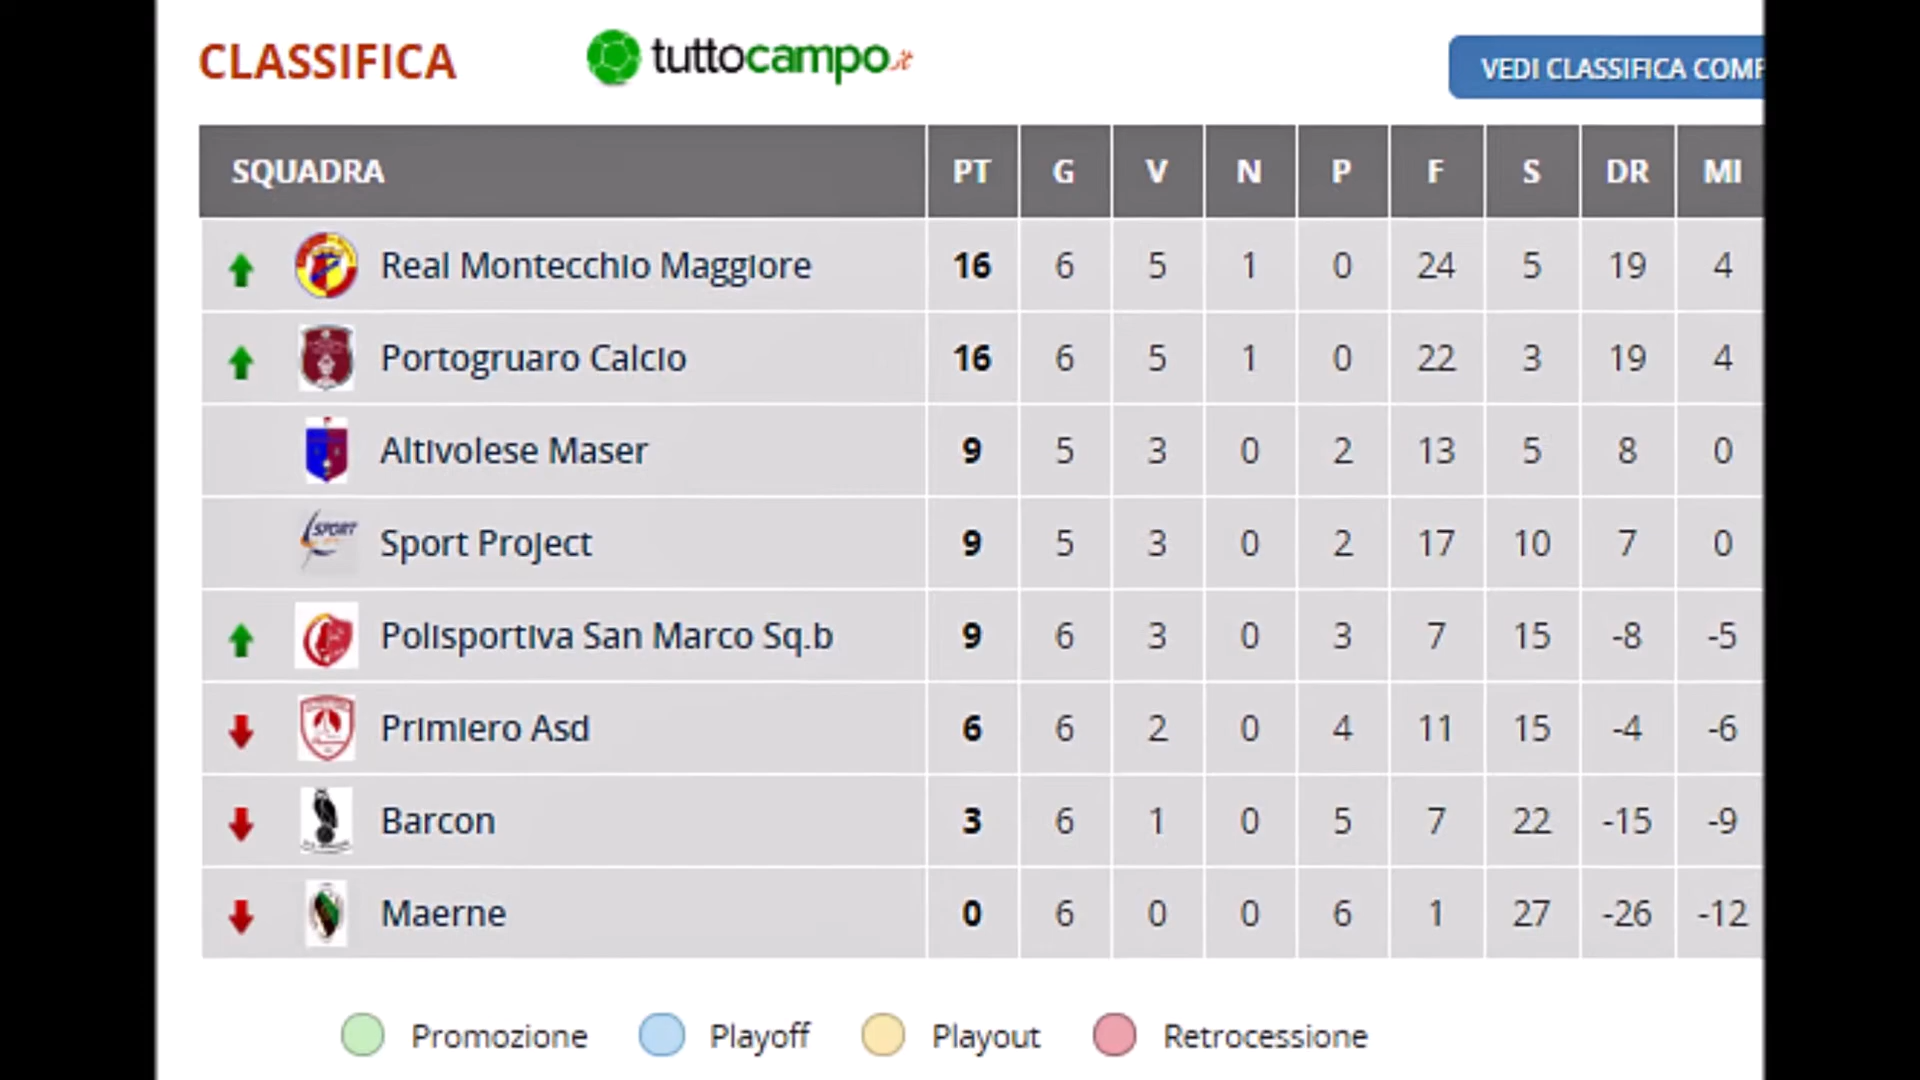 CLASSIFICA tuttocampo.it VEDI CLASSIFICA COMP
SQUADRA PT G V N P F S DR MI
Real Montecchio Maggiore 16 6 5 1 0 24 5 19 4
Portogruaro Calcio 16 6 5 1 0 22 3 19 4
Altivolese Maser 9 5 3 0 2 13 5 8 0
SPORT Sport Project 9 5 3 0 2 17 10 7 0
Polisportiva San Marco Sq.b 9 6 3 0 3 7 15 -8 -5
Primiero Asd 6 6 2 0 4 11 15 -4 -6
Barcon 3 6 1 0 5 7 22 -15 -9
Maerne 0 6 0 0 6 1 27 -26 -12
Promozione Playoff Playout Retrocessione